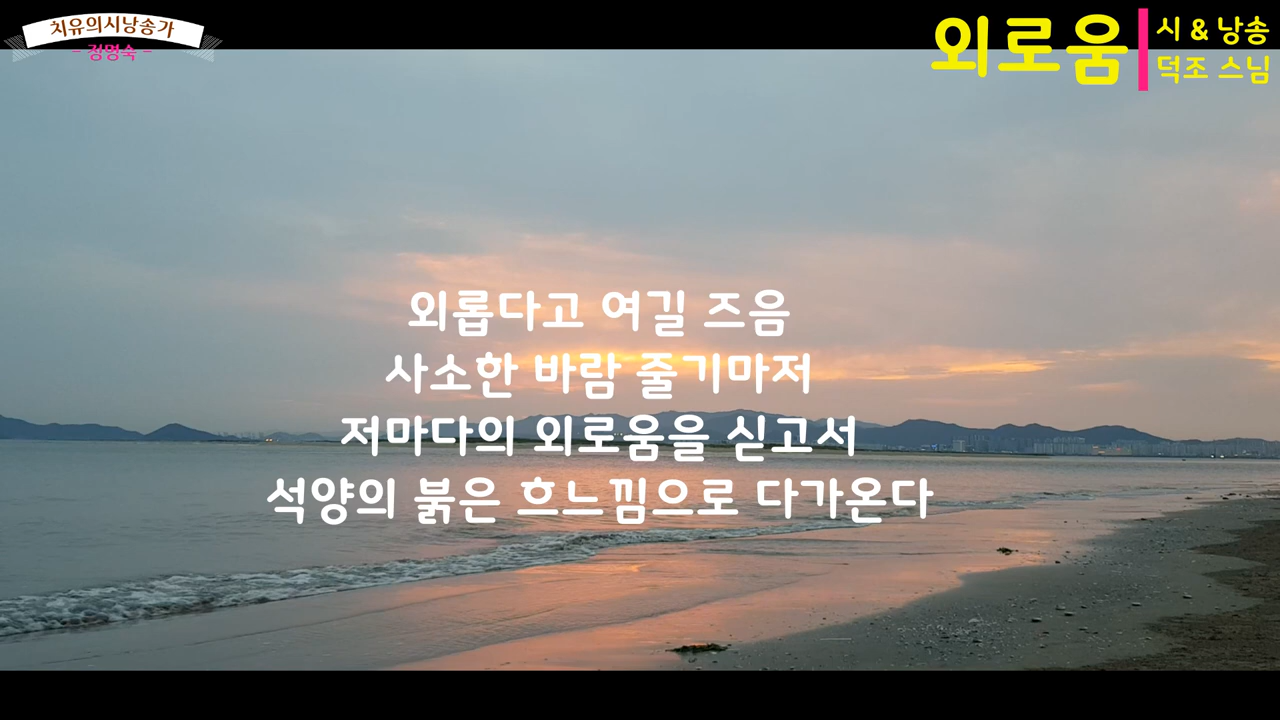 치유의시낭송가
- 정명숙 -
외로움
시 & 낭송
덕조 스님
외롭다고 여길 즈음
사소한 바람 줄기마저
저마다의 외로움을 싣고서
석양의 붉은 흐느낌으로 다가온다